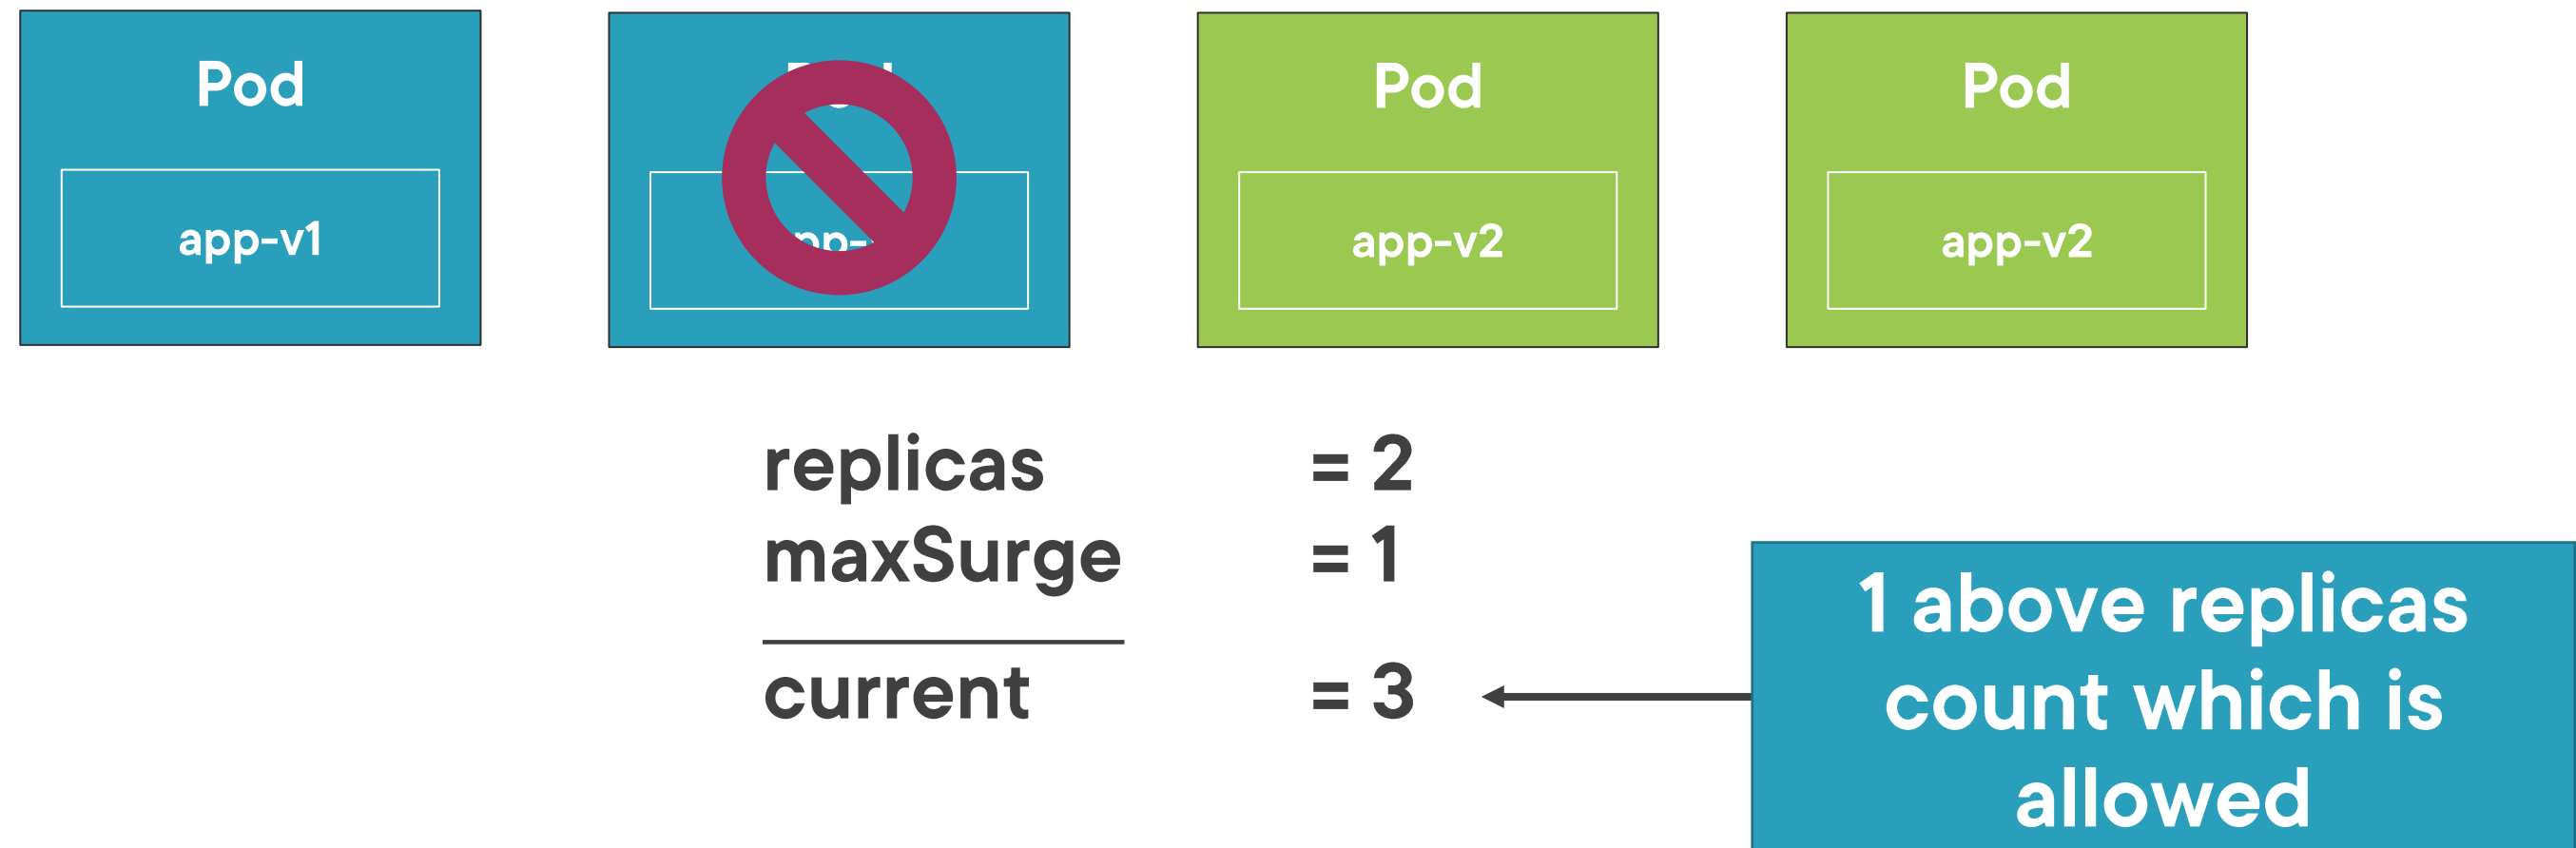 Pod
Pod
Pod
app-v1
app-v2
app-v2
replicas = 2
maxSurge = 1
current = 3
1 above replicas
count which is
allowed